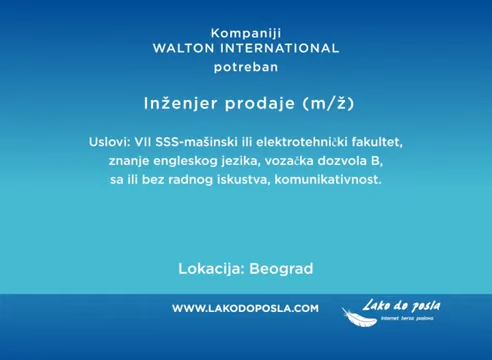 Kompaniji
WALTON INTERNATIONAL
potreban
Inženjer prodaje (m/ž)
Uslovi: VII SSS-mašinski ili elektrotehnički fakultet,
znanje engleskog jezika, vozačka dozvola B,
sa ili bez radnog iskustva, komunikativnost.
Lokacija: Beograd
WWW.LAKODOPOSLA.COM
Lako do posla
Internet berza poslova